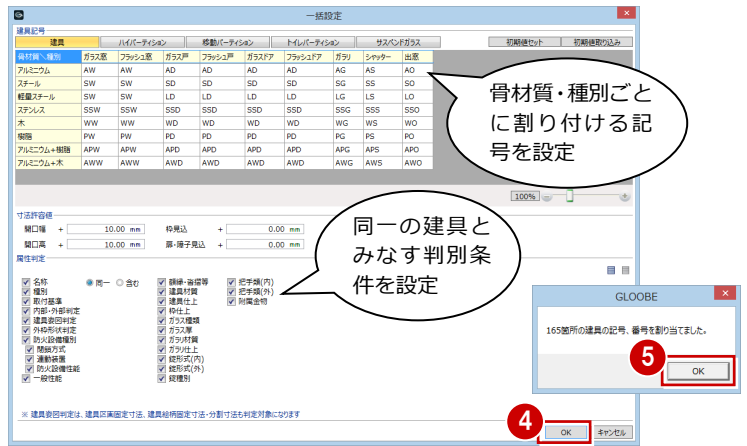 一括設定
建具記号
建具 ハイパーティション 移動パーティション トイレパーティション サスペンドガラス 初期値セット 初期値取り込み
骨材質＼種別 ガラス窓 フラッシュ窓 ガラス戸 フラッシュ戸 ガラスドア フラッシュドア ガラリ シャッター 出窓
アルミニウム AW AW AD AD AD AD AG AS AO
スチール SW SW SD SD SD SD SG SS SO
軽量スチール SW SW LD LD LD LD LG LS LO
ステンレス SSW SSW SSD SSD SSD SSD SSG SSS SSO
木 WW WW WD WD WD WD WG WS WO
樹脂 PW PW PD PD PD PD PG PS PO
アルミニウム+樹脂 APW APW APD APD APD APD APG APS APO
アルミニウム+木 AWW AWW AWD AWD AWD AWD AWG AWS AWO
骨材質・種別ごと
に割り付ける記
号を設定
100% - +
寸法許容値
開口幅 + 10.00 mm 枠見込 + 0.00 mm
開口高 + 10.00 mm 扉・障子見込 + 0.00 mm
同一の建具と
みなす判別条
件を設定
属性判定
名称 同一 含む 額縁・皆摺等 把手類(内)
種別 建具材質 把手類(外)
取付基準 建具仕上 附属金物
内部・外部判定 枠仕上
建具姿図判定 ガラス種類
外枠形状判定 ガラス厚
防火設備種別 ガラリ材質
閉鎖方式 ガラリ仕上
連動装置 錠形式(内)
防火設備性能 錠形式(外)
一般性能 錠種別
※ 建具姿図判定は、建具区画固定寸法、建具絵柄固定寸法・分割寸法も判定対象になります
4
OK キャンセル
GLOOBE
165箇所の建具の記号、番号を割り当てました。
5
OK